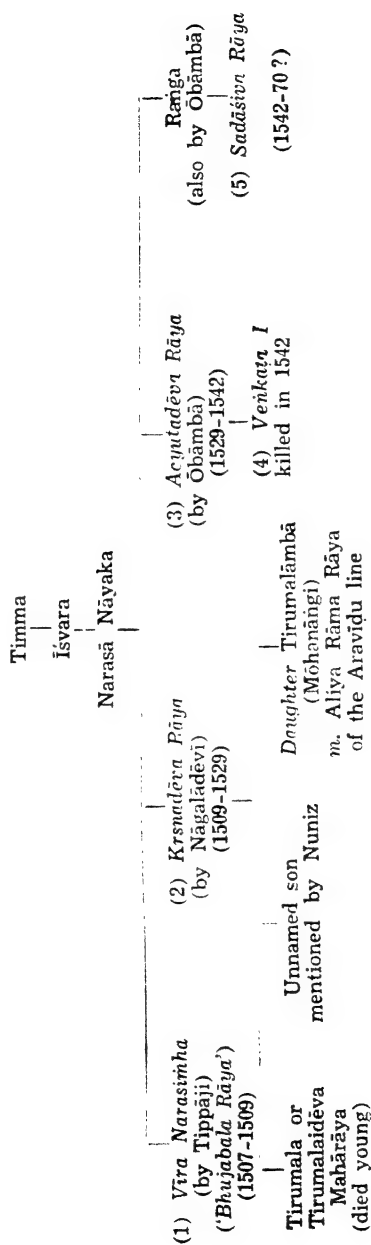 Timma
Īśvara
Narasā Nāyaka
(1) Vīra Narasiṁha
(by Tippāji)
('Bhujabala Rāya')
(1507-1509)
(2) Kṛsnadēva Rāya
(by Nāgalādēvi)
(1509-1529)
(3) Acyutadēva Rāya
(by Ōbāmbā)
(1529-1542)
Raṅga
(also by Ōbāmbā)
(4) Veṅkaṭa I
killed in 1542
(5) Sadāśiva Rāya
(1542-70 ?)
Tirumala or
Tirumalaidēva
Mahārāya
(died young)
Unnamed son
mentioned by Nuniz
Daughter Tirumalāmbā
(Mōhanāngi)
m. Aliya Rāma Rāya
of the Aravīḍu line